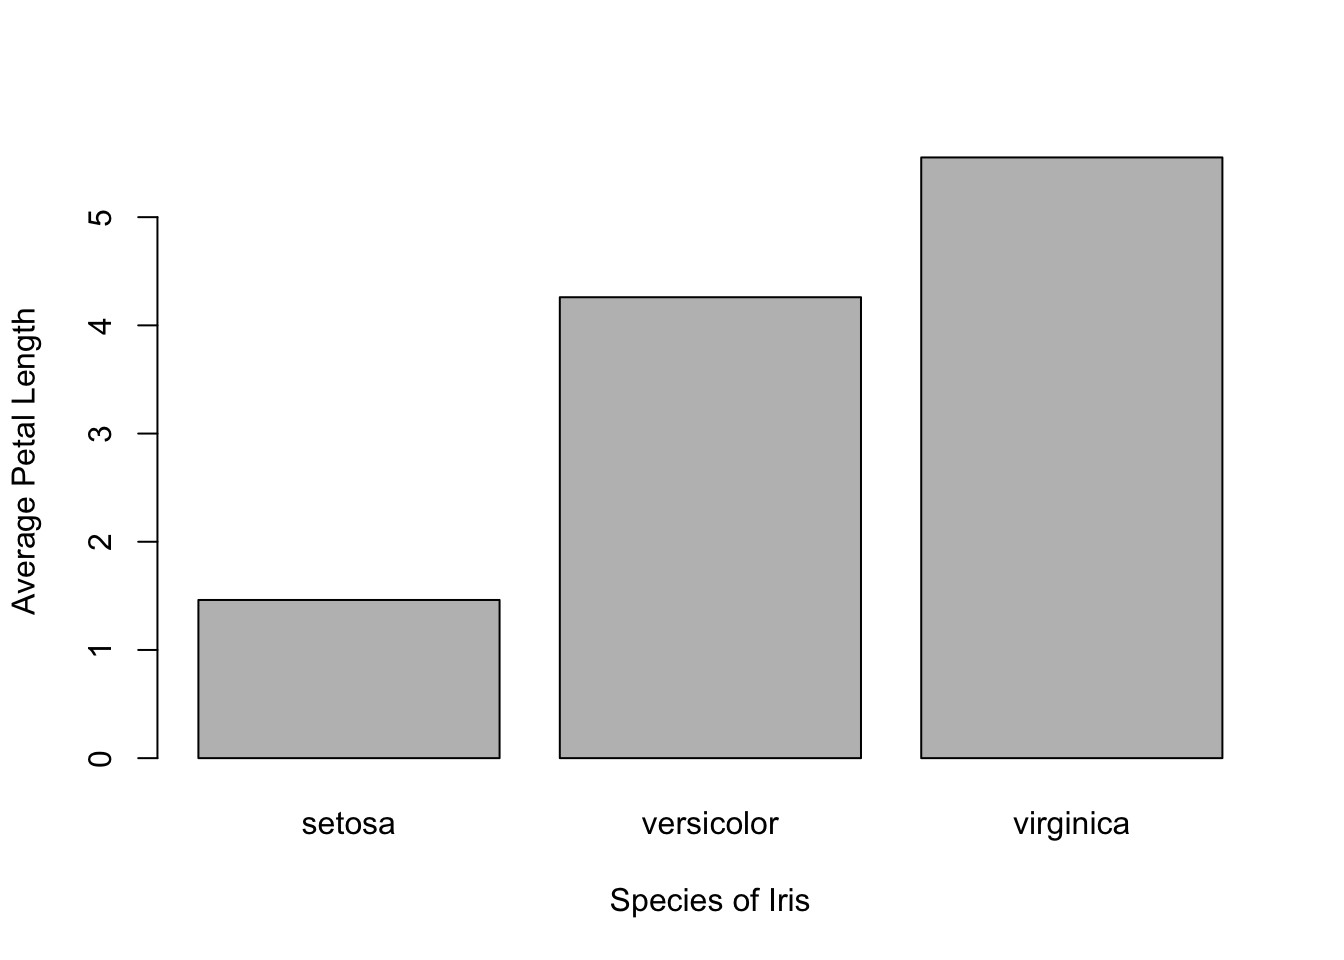 5
4
3
2
1
0
Average Petal Length
setosa
versicolor
virginica
Species of Iris